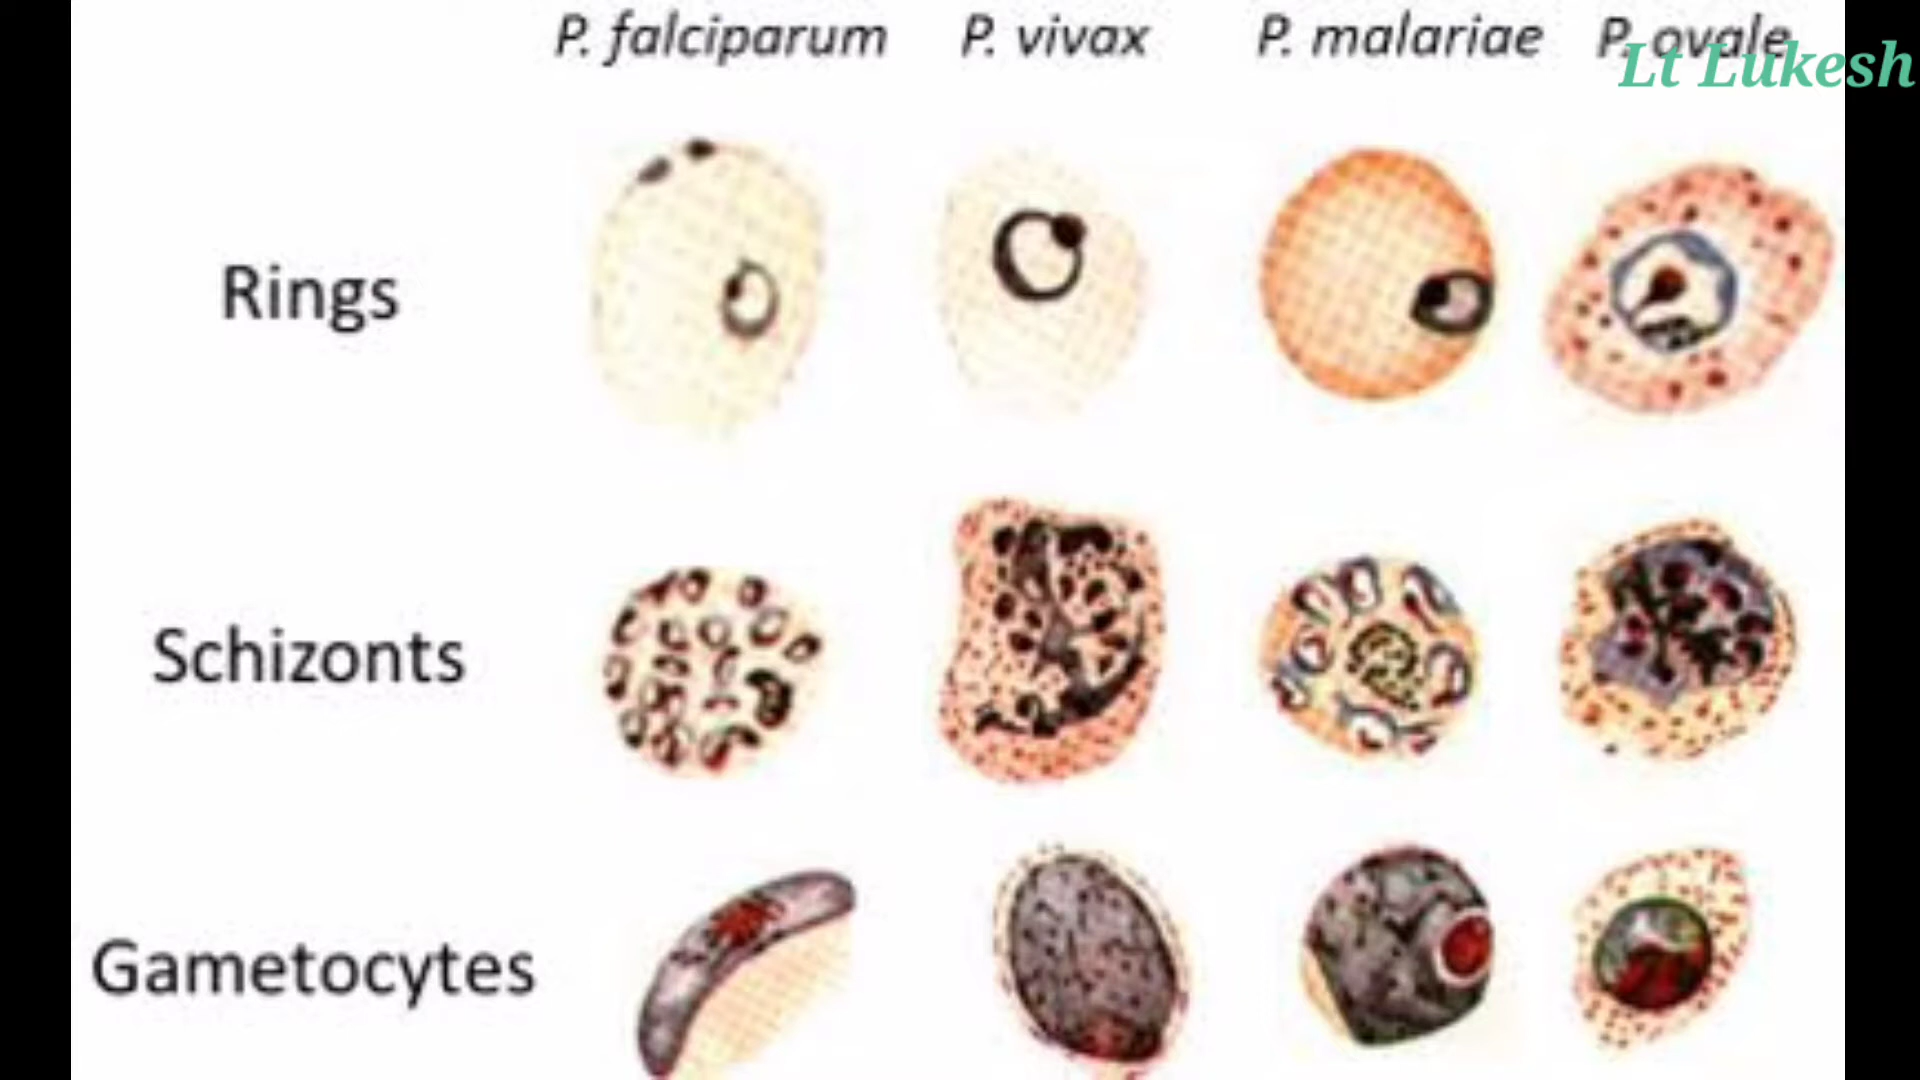 P. falciparum P. vivax P. malariae P. ovale
Lt Lukesh
Rings
Schizonts
Gametocytes